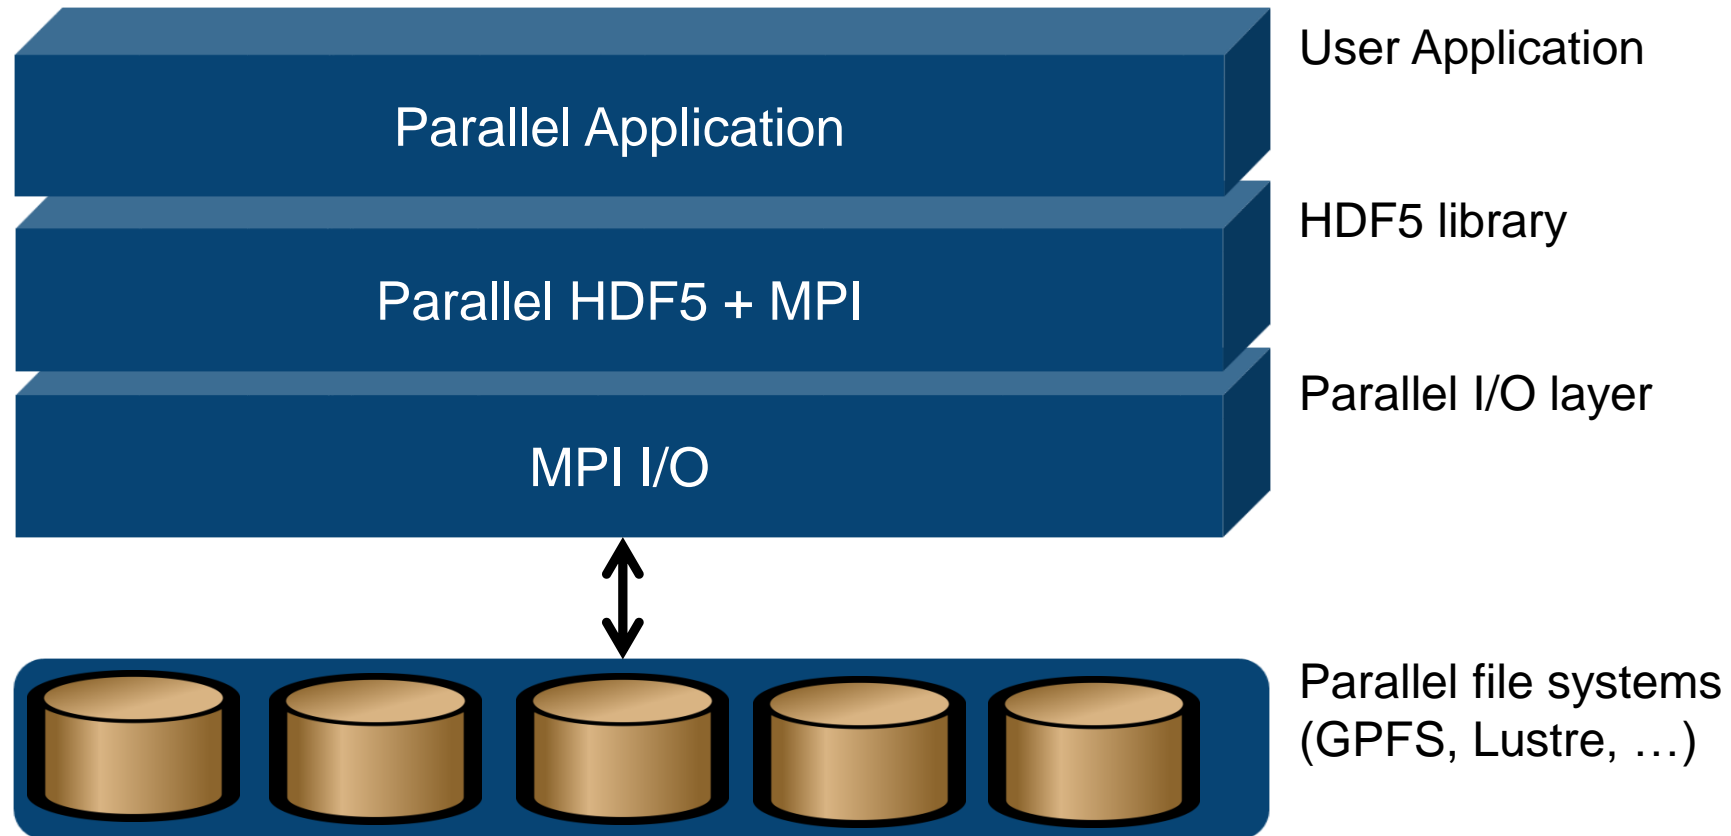 User Application
Parallel Application
HDF5 library
Parallel HDF5 + MPI
Parallel I/O layer
MPI I/O
Parallel file systems
(GPFS, Lustre, …)